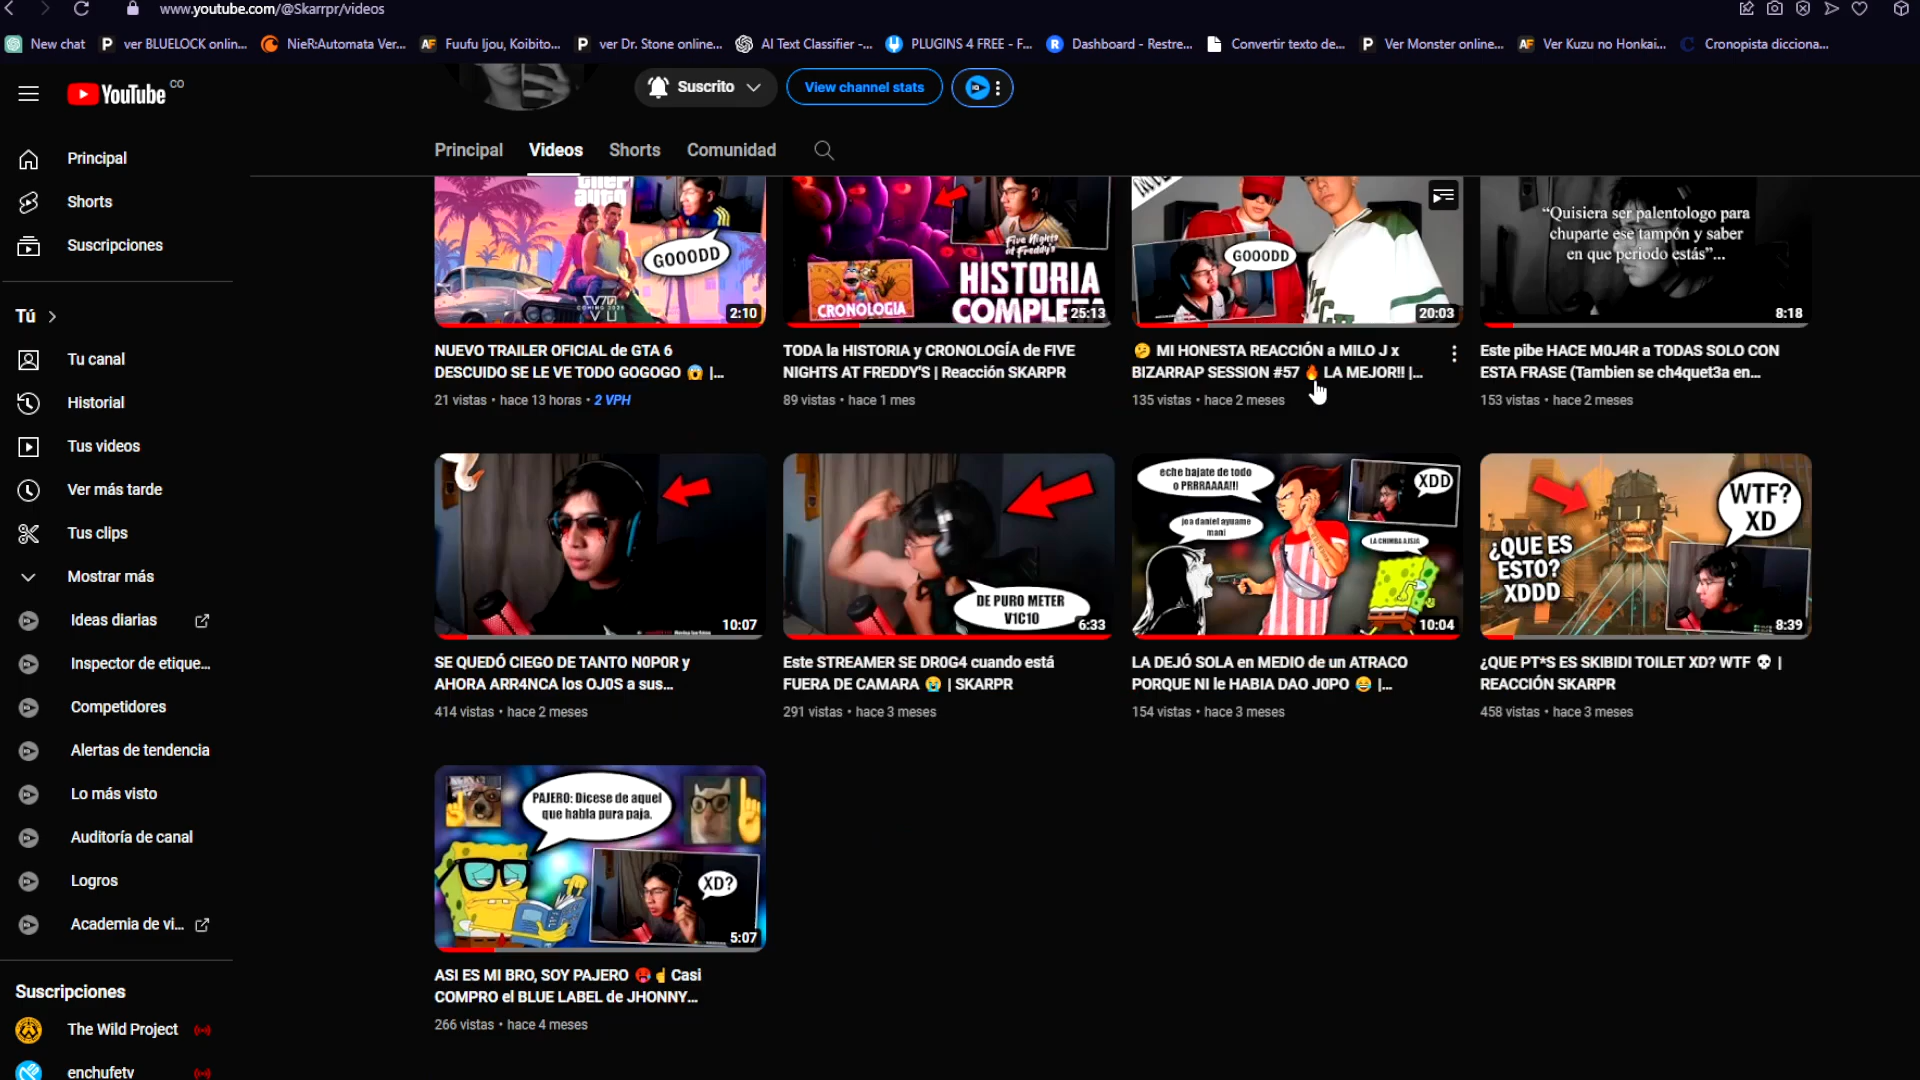 www.youtube.com/@Skarrpr/videos
New chat
ver BLUELOCK onlin...
NieR:Automata Ver...
Fuufu Ijou, Koibito...
ver Dr. Stone online...
AI Text Classifier -...
PLUGINS 4 FREE - F...
Dashboard - Restre...
Convertir texto de...
Ver Monster online...
Ver Kuzu no Honkai...
Cronopista dicciona...
YouTube CO
Suscrito
View channel stats
Principal
Videos
Shorts
Comunidad
Principal
Shorts
Suscripciones
Tú
Tu canal
Historial
Tus videos
Ver más tarde
Tus clips
Mostrar más
Ideas diarias
Inspector de etique...
Competidores
Alertas de tendencia
Lo más visto
Auditoría de canal
Logros
Academia de vi...
Suscripciones
The Wild Project
enchufetv
auto
GOOODD
VI
2:10
NUEVO TRAILER OFICIAL de GTA 6
DESCUIDO SE LE VE TODO GOGOGO 😱 |...
21 vistas • hace 13 horas • 2 VPH
Five Nights
at Freddy's
CRONOLOGIA
HISTORIA
COMPLETA
25:13
TODA la HISTORIA y CRONOLOGÍA de FIVE
NIGHTS AT FREDDY'S | Reacción SKARPR
89 vistas • hace 1 mes
GOOODD
20:03
🤔 MI HONESTA REACCIÓN a MILO J x
BIZARRAP SESSION #57 🔥 LA MEJOR!! |...
135 vistas • hace 2 meses
“Quisiera ser palentologo para
chuparte ese tampón y saber
en que periodo estás”...
8:18
Este pibe HACE M0J4R a TODAS SOLO CON
ESTA FRASE (Tambien se ch4quet3a en...
153 vistas • hace 2 meses
10:07
SE QUEDÓ CIEGO DE TANTO N0P0R y
AHORA ARR4NCA los OJ0S a sus...
414 vistas • hace 2 meses
DE PURO METER
V1C10
6:33
Este STREAMER SE DR0G4 cuando está
FUERA DE CAMARA 😭 | SKARPR
291 vistas • hace 3 meses
eche bajate de todo
o PRRRAAAA!!!
joa daniel ayuame
mani
XDD
10:04
LA DEJÓ SOLA en MEDIO de un ATRACO
PORQUE NI le HABIA DAO J0PO 😂 |...
154 vistas • hace 3 meses
WTF?
XD
¿QUE ES
ESTO?
XDDD
8:39
¿QUE PT*S ES SKIBIDI TOILET XD? WTF 💀 |
REACCIÓN SKARPR
458 vistas • hace 3 meses
PAJERO: Dicese de aquel
que habla pura paja.
XD?
5:07
ASI ES MI BRO, SOY PAJERO 🥵☝️ Casi
COMPRO el BLUE LABEL de JHONNY...
266 vistas • hace 4 meses